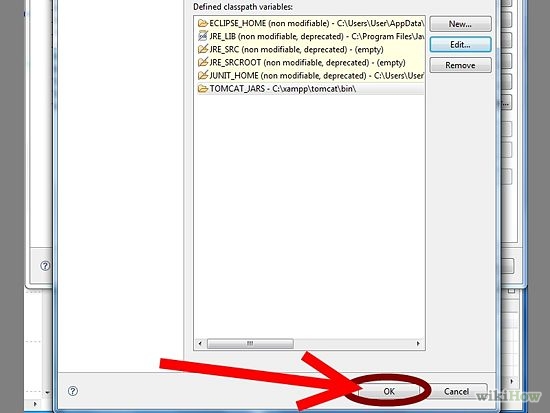 Defined classpath variables:
ECLIPSE_HOME (non modifiable) - C:\Users\User\AppData\
JRE_LIB (non modifiable, deprecated) - C:\Program Files\Jav
JRE_SRC (non modifiable, deprecated) - (empty)
JRE_SRCROOT (non modifiable, deprecated) - (empty)
JUNIT_HOME (non modifiable, deprecated) - C:\Users\User
TOMCAT_JARS - C:\xampp\tomcat\bin\
New...
Edit...
Remove
?
?
OK
Cancel
wikiHow